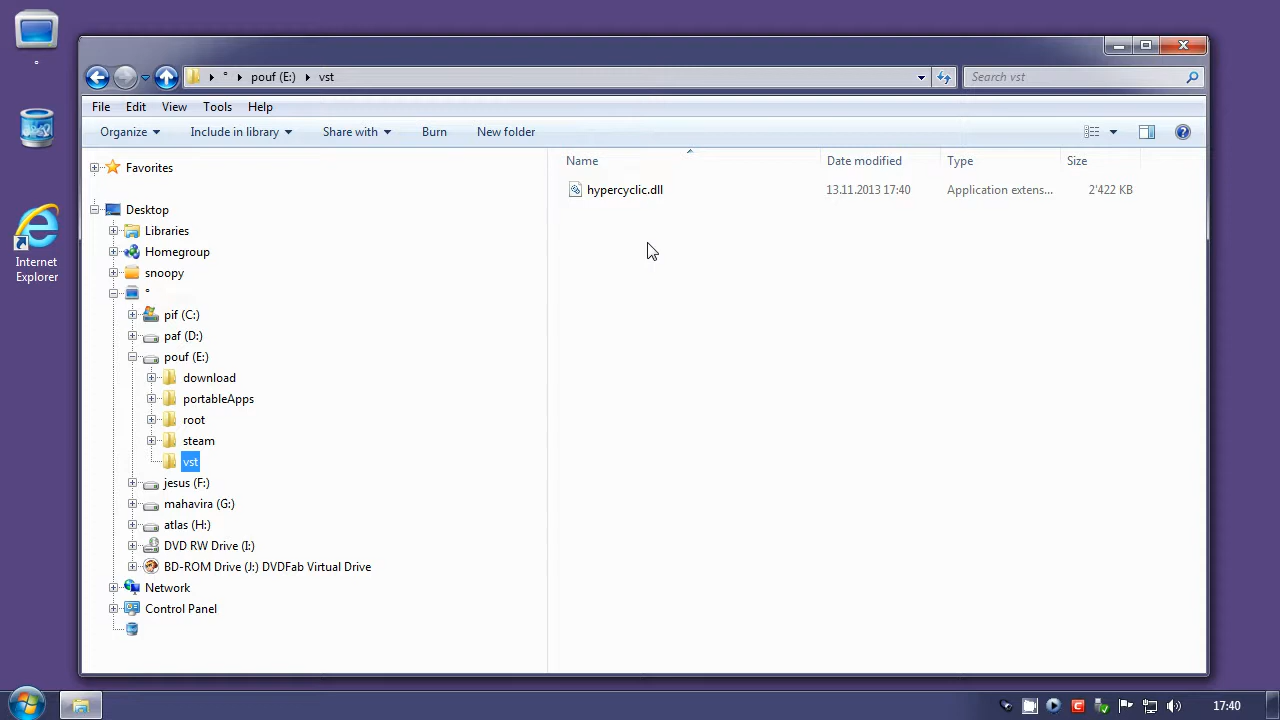 °
Internet
Explorer
° pouf (E:) vst
Search vst
File Edit View Tools Help
Organize Include in library Share with Burn New folder
Favorites
Desktop
Libraries
Homegroup
snoopy
°
pif (C:)
paf (D:)
pouf (E:)
download
portableApps
root
steam
vst
jesus (F:)
mahavira (G:)
atlas (H:)
DVD RW Drive (I:)
BD-ROM Drive (J:) DVDFab Virtual Drive
Network
Control Panel
Name Date modified Type Size
hypercyclic.dll 13.11.2013 17:40 Application extens... 2'422 KB
17:40